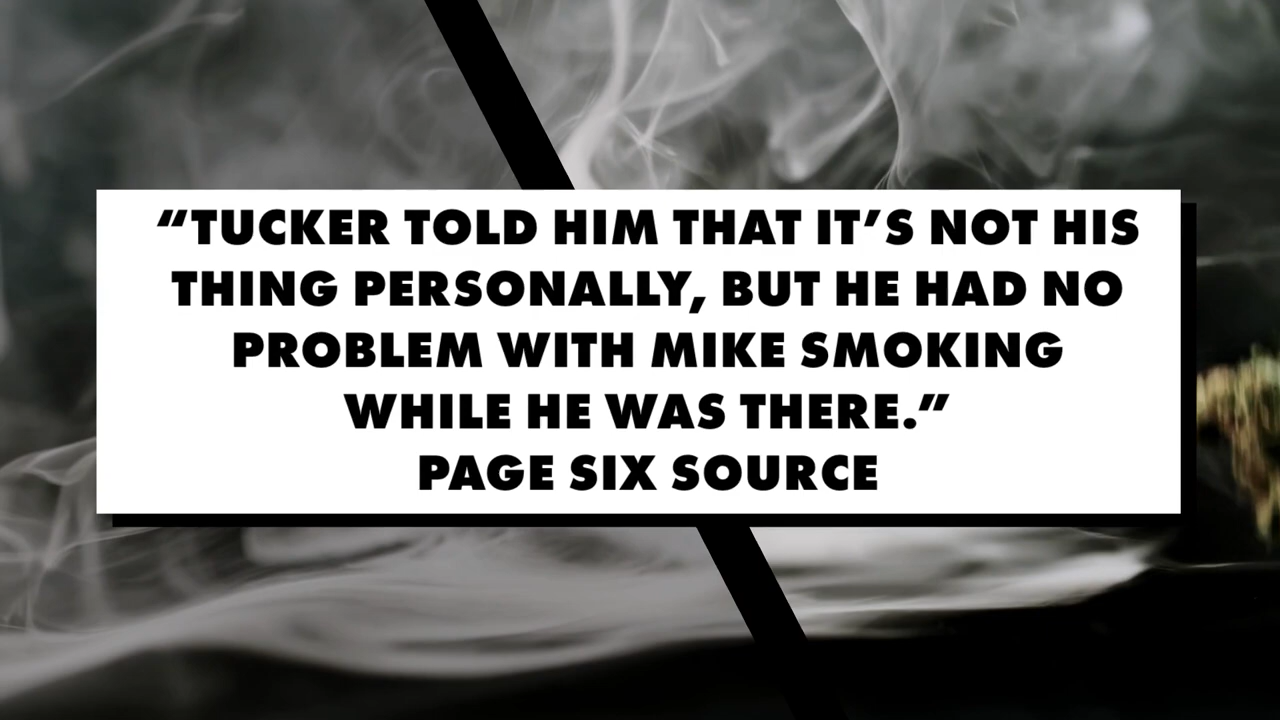 “TUCKER TOLD HIM THAT IT’S NOT HIS
THING PERSONALLY, BUT HE HAD NO
PROBLEM WITH MIKE SMOKING
WHILE HE WAS THERE.”
PAGE SIX SOURCE